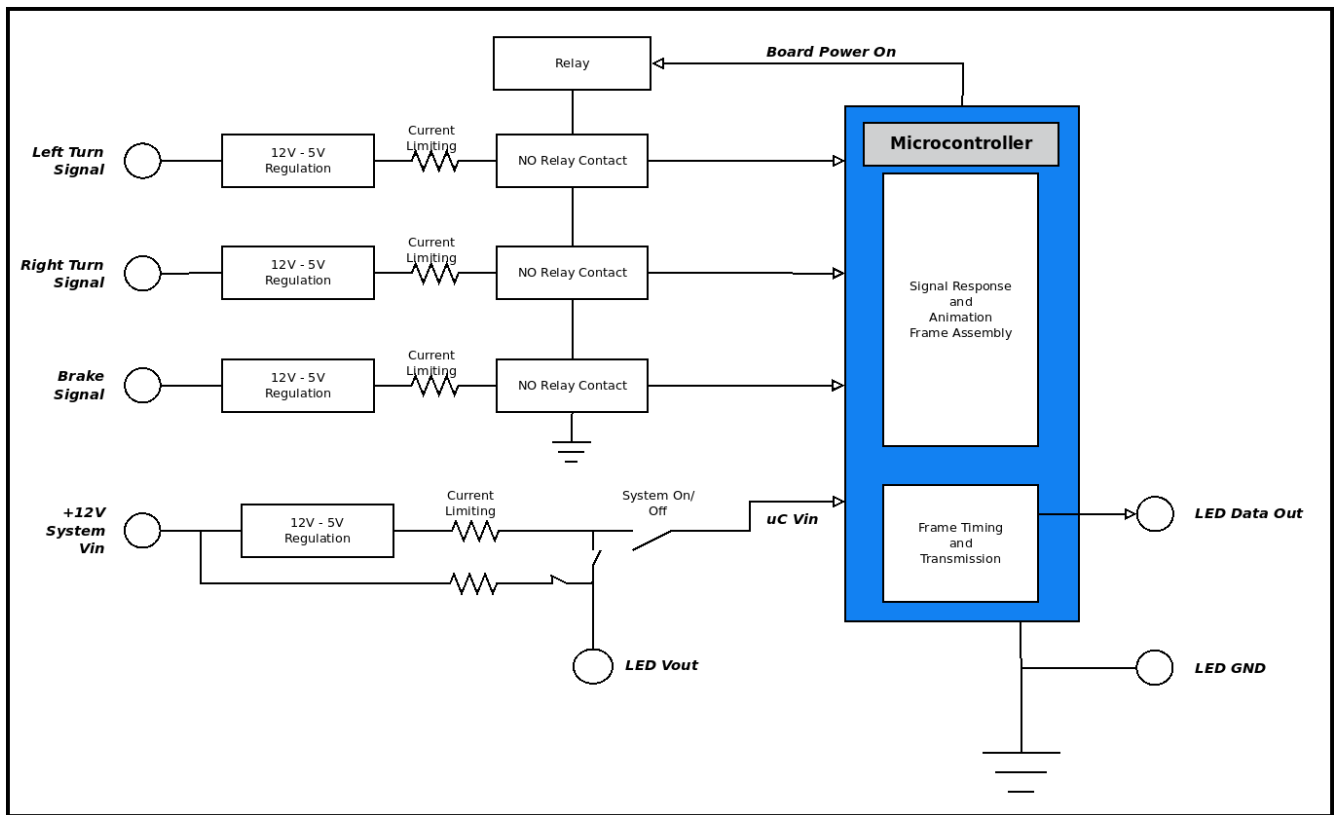 Relay
Board Power On
Left Turn
Signal
12V - 5V
Regulation
Current
Limiting
NO Relay Contact
Microcontroller
Right Turn
Signal
12V - 5V
Regulation
Current
Limiting
NO Relay Contact
Signal Response
and
Animation
Frame Assembly
Brake
Signal
12V - 5V
Regulation
Current
Limiting
NO Relay Contact
+12V
System
Vin
12V - 5V
Regulation
Current
Limiting
System On/
Off
uC Vin
Frame Timing
and
Transmission
LED Data Out
LED Vout
LED GND